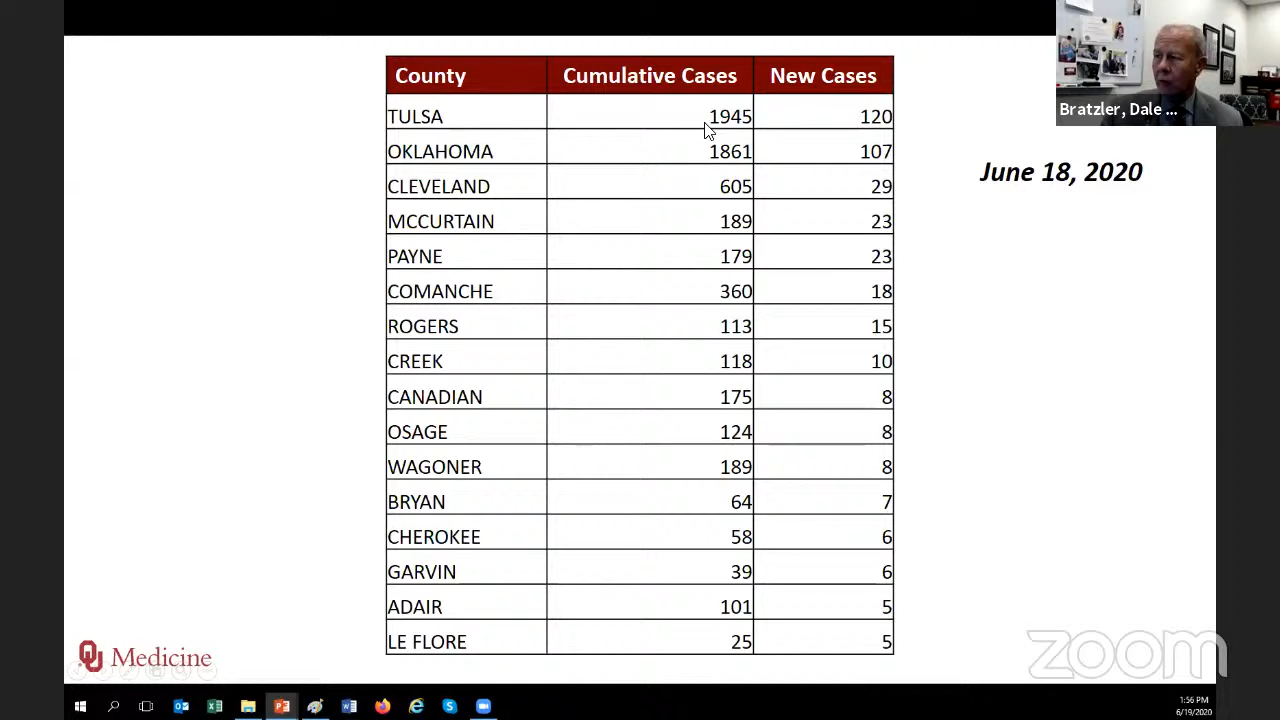 County Cumulative Cases New Cases
TULSA 1945 120
OKLAHOMA 1861 107
CLEVELAND 605 29
MCCURTAIN 189 23
PAYNE 179 23
COMANCHE 360 18
ROGERS 113 15
CREEK 118 10
CANADIAN 175 8
OSAGE 124 8
WAGONER 189 8
BRYAN 64 7
CHEROKEE 58 6
GARVIN 39 6
ADAIR 101 5
LE FLORE 25 5
Bratzler, Dale ...
June 18, 2020
OU Medicine
zoom
1:56 PM
6/19/2020